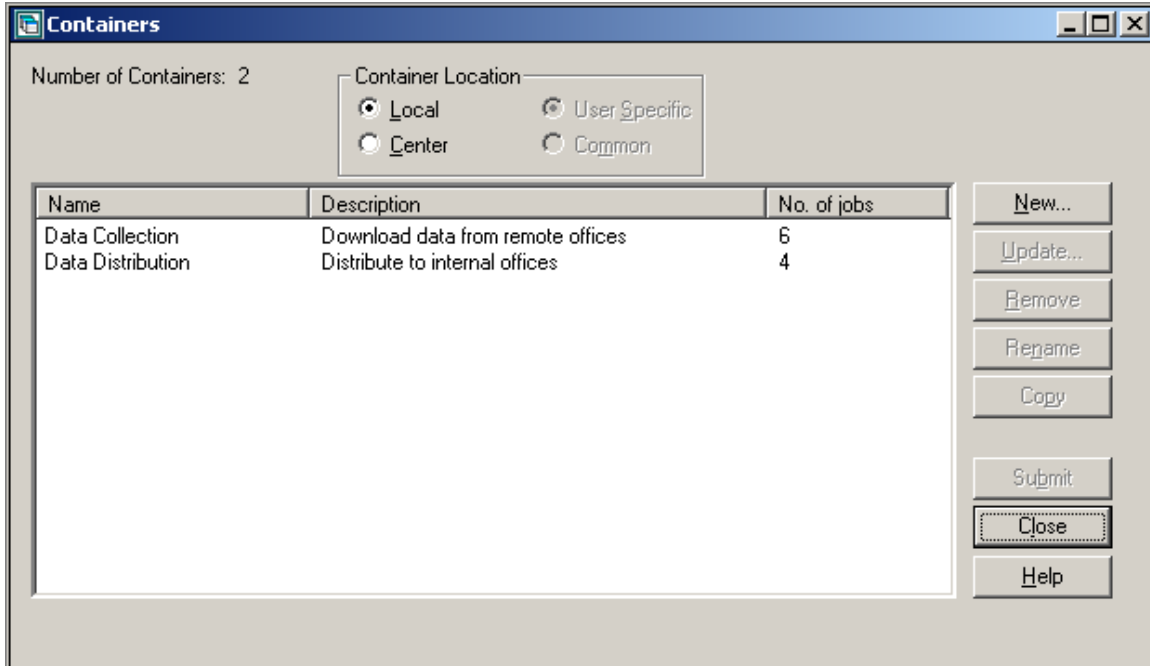 Containers
Number of Containers: 2
Container Location
Local User Specific
Center Common
Name Description No. of jobs
Data Collection Download data from remote offices 6
Data Distribution Distribute to internal offices 4
New...
Update...
Remove
Rename
Copy
Submit
Close
Help